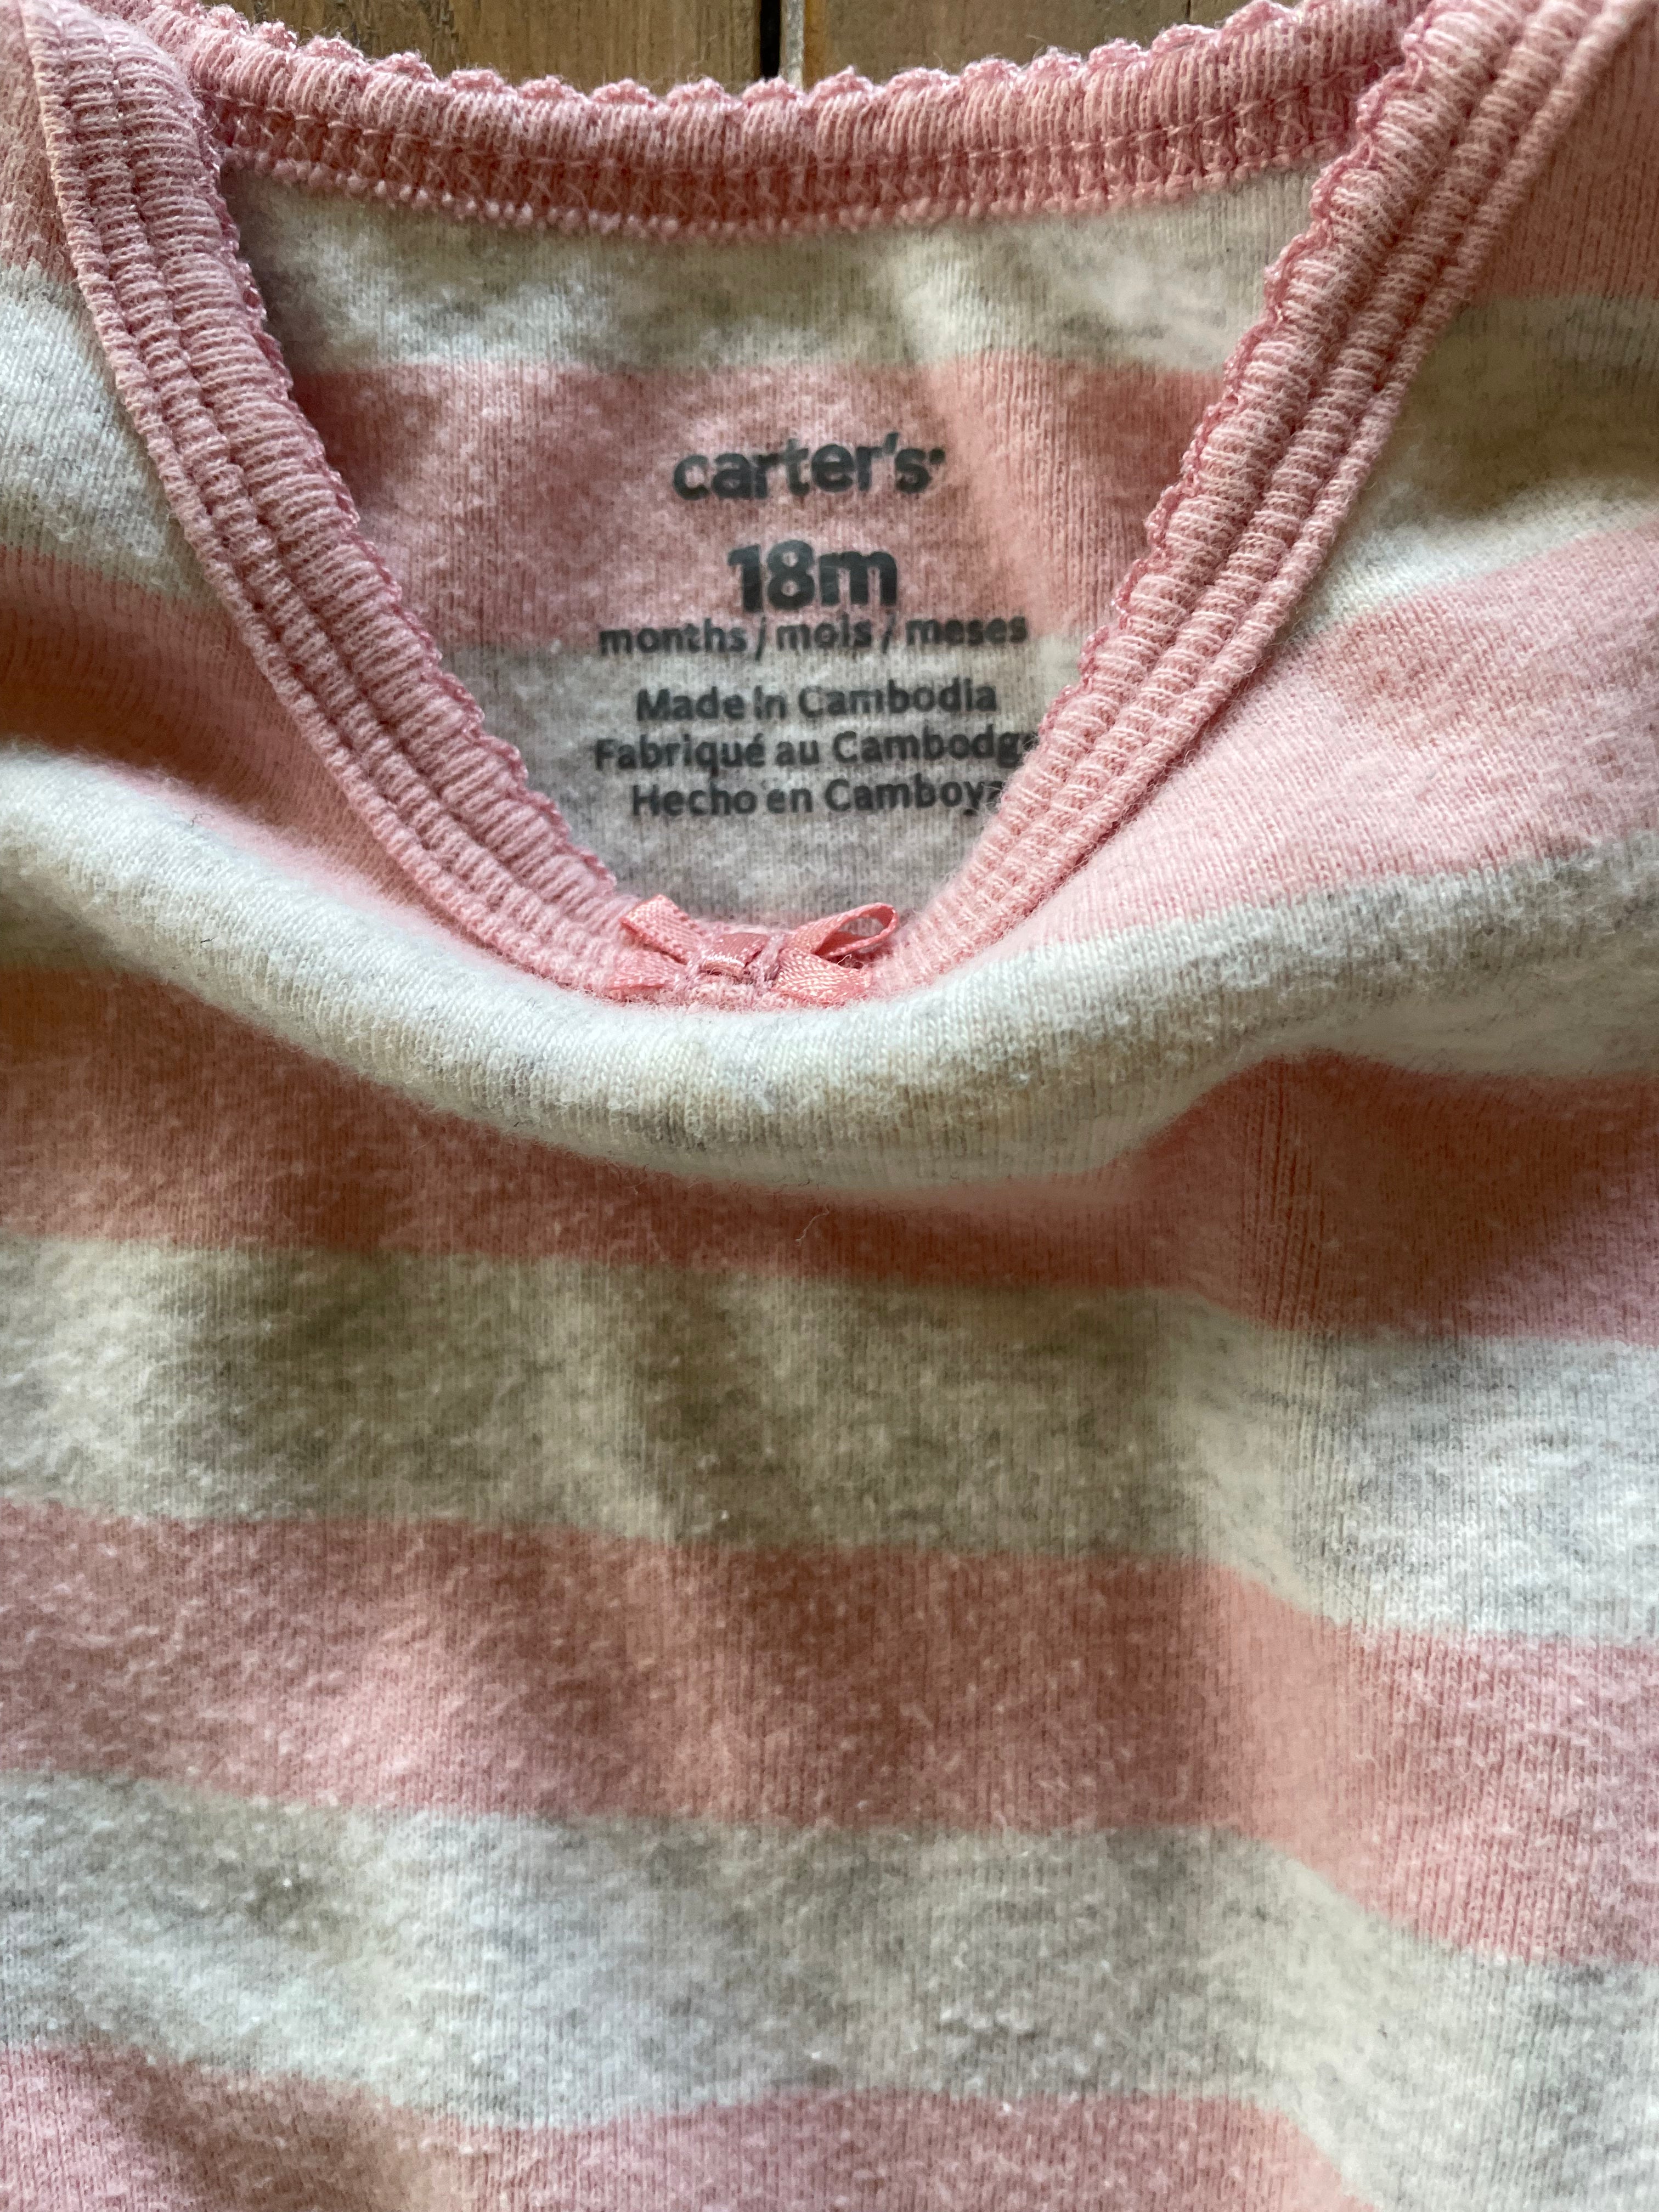 carter's
18m
months / mois / meses
Made in Cambodia
Fabriqué au Cambodge
Hecho en Camboya